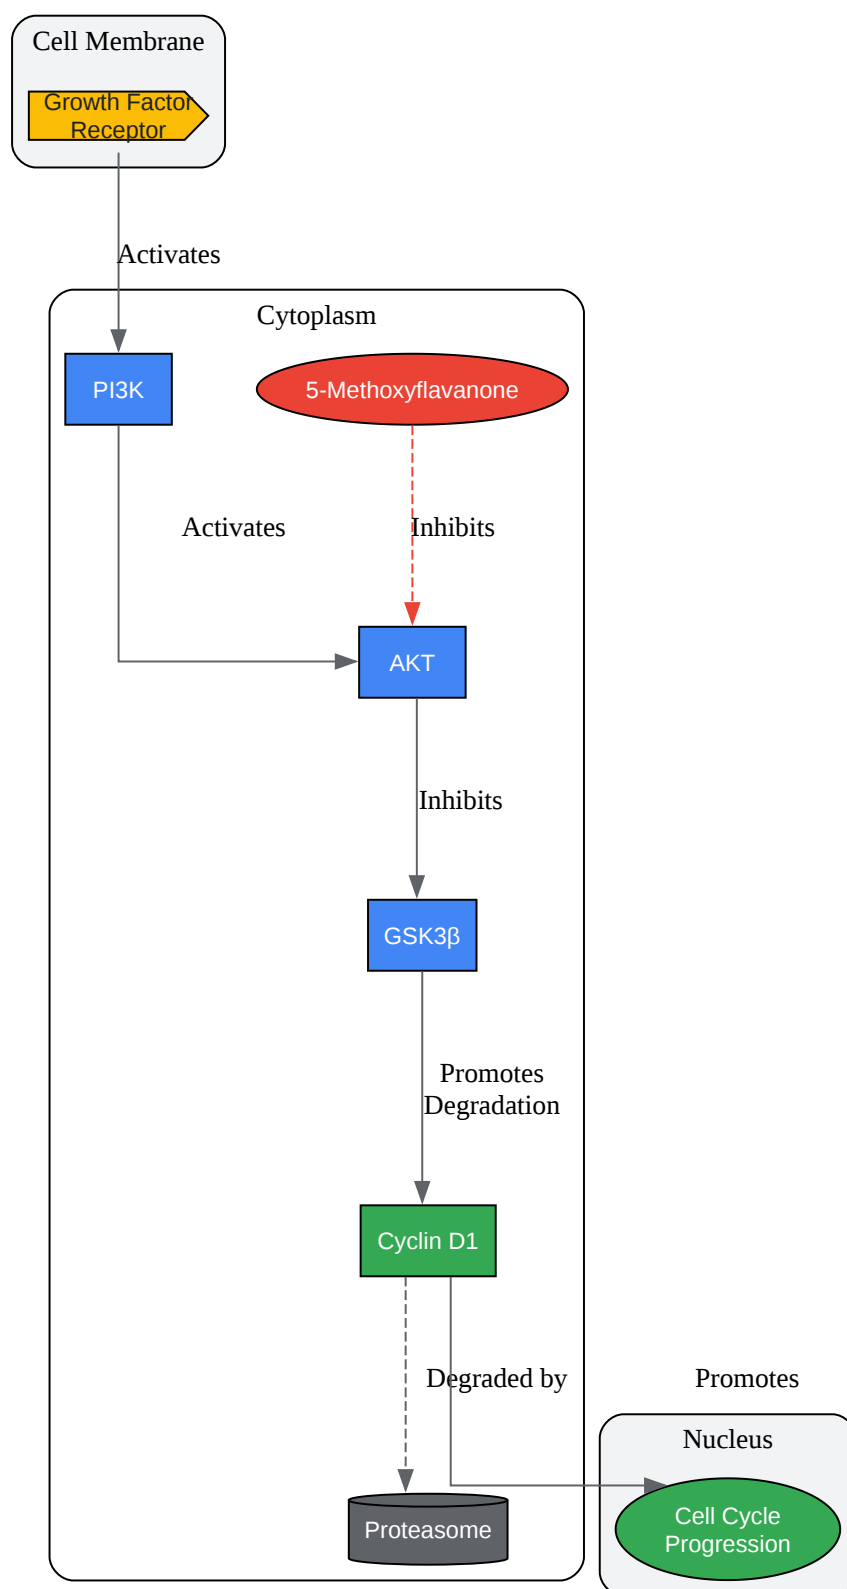 Cell Membrane
Growth Factor
Receptor
Activates
Cytoplasm
PI3K
5-Methoxyflavanone
Activates
Inhibits
AKT
Inhibits
GSK3β
Promotes
Degradation
Cyclin D1
Degraded by
Promotes
Nucleus
Cell Cycle
Progression
Proteasome